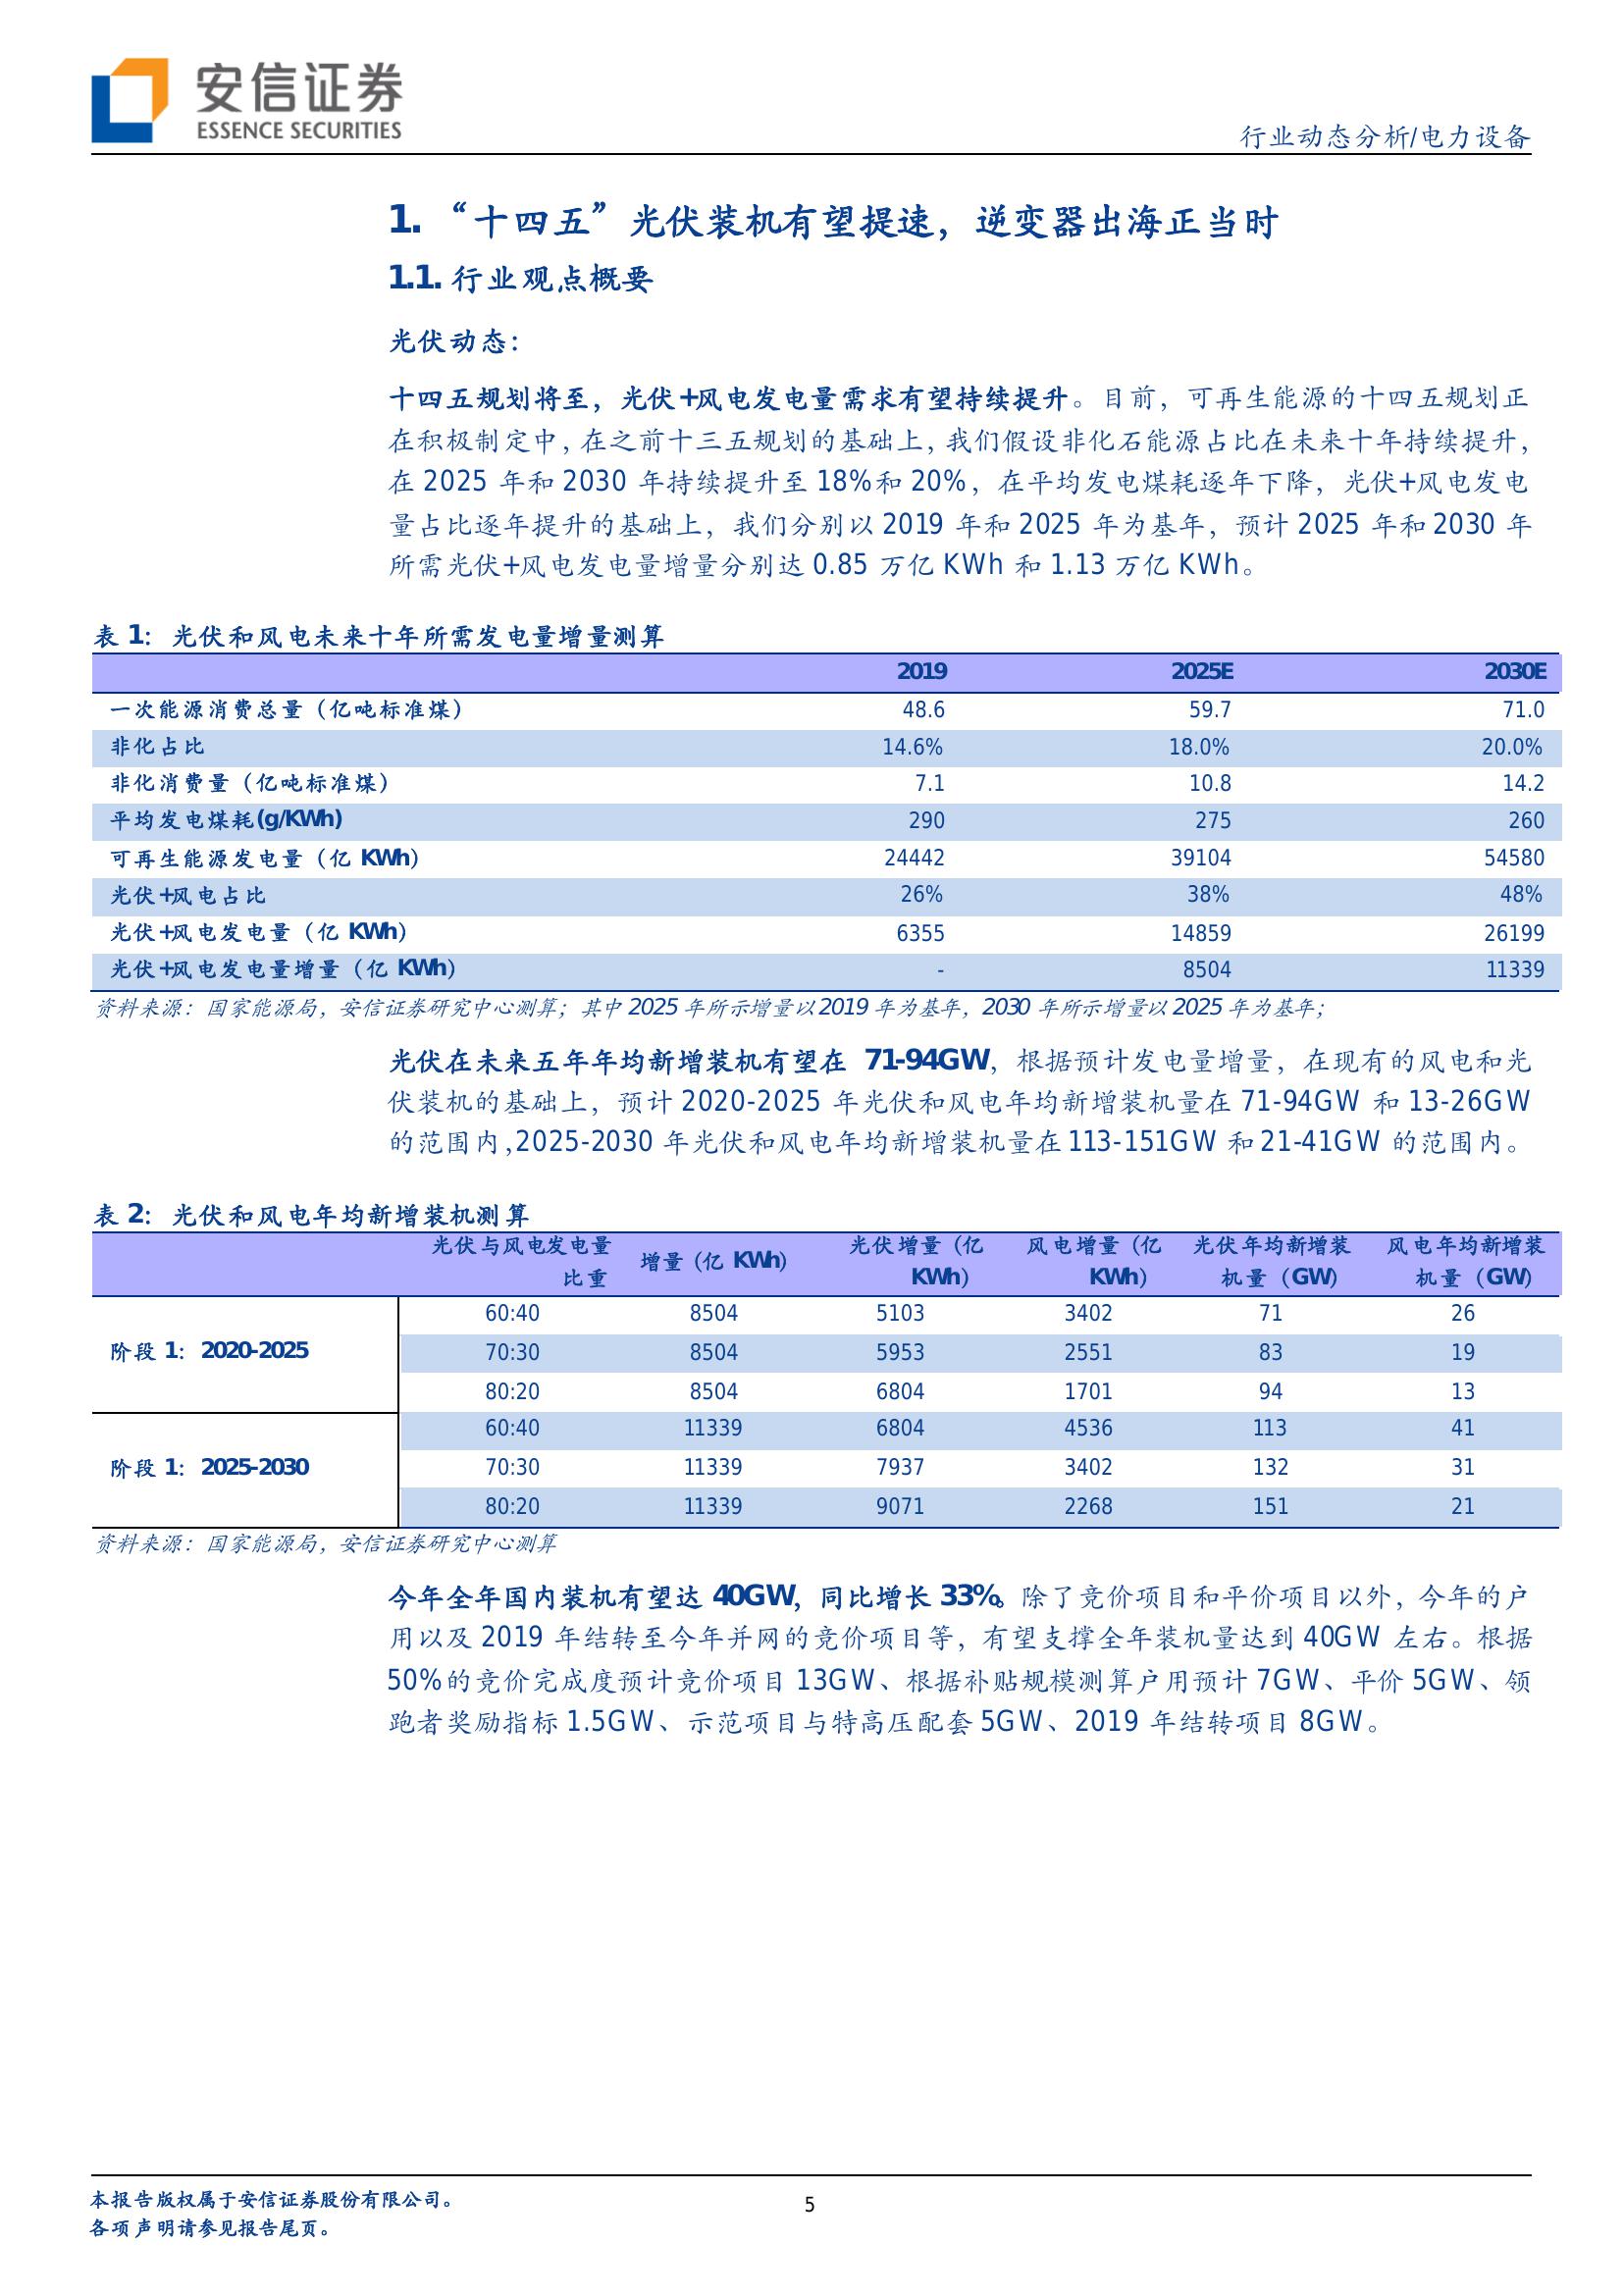 安信证券
ESSENCE SECURITIES
行业动态分析/电力设备
1. “十四五”光伏装机有望提速，逆变器出海正当时
1.1. 行业观点概要
光伏动态：
十四五规划将至，光伏+风电发电量需求有望持续提升。目前，可再生能源的十四五规划正
在积极制定中，在之前十三五规划的基础上，我们假设非化石能源占比在未来十年持续提升，
在 2025 年和 2030 年持续提升至 18%和 20%，在平均发电煤耗逐年下降，光伏+风电发电
量占比逐年提升的基础上，我们分别以 2019 年和 2025 年为基年，预计 2025 年和 2030 年
所需光伏+风电发电量增量分别达 0.85 万亿 KWh 和 1.13 万亿 KWh。
表 1：光伏和风电未来十年所需发电量增量测算
2019 2025E 2030E
一次能源消费总量（亿吨标准煤） 48.6 59.7 71.0
非化占比 14.6% 18.0% 20.0%
非化消费量（亿吨标准煤） 7.1 10.8 14.2
平均发电煤耗(g/KWh) 290 275 260
可再生能源发电量（亿 KWh） 24442 39104 54580
光伏+风电占比 26% 38% 48%
光伏+风电发电量（亿 KWh） 6355 14859 26199
光伏+风电发电量增量（亿 KWh） - 8504 11339
资料来源：国家能源局，安信证券研究中心测算；其中 2025 年所示增量以 2019 年为基年，2030 年所示增量以 2025 年为基年；
光伏在未来五年年均新增装机有望在 71-94GW，根据预计发电量增量，在现有的风电和光
伏装机的基础上，预计 2020-2025 年光伏和风电年均新增装机量在 71-94GW 和 13-26GW
的范围内，2025-2030 年光伏和风电年均新增装机量在 113-151GW 和 21-41GW 的范围内。
表 2：光伏和风电年均新增装机测算
光伏与风电发电量 光伏增量（亿 风电增量（亿 光伏年均新增装 风电年均新增装
增量（亿 KWh）
比重 KWh） KWh） 机量（GW） 机量（GW）
60:40 8504 5103 3402 71 26
阶段 1：2020-2025 70:30 8504 5953 2551 83 19
80:20 8504 6804 1701 94 13
60:40 11339 6804 4536 113 41
阶段 1：2025-2030 70:30 11339 7937 3402 132 31
80:20 11339 9071 2268 151 21
资料来源：国家能源局，安信证券研究中心测算
今年全年国内装机有望达 40GW，同比增长 33%。除了竞价项目和平价项目以外，今年的户
用以及 2019 年结转至今年并网的竞价项目等，有望支撑全年装机量达到 40GW 左右。根据
50%的竞价完成度预计竞价项目 13GW、根据补贴规模测算户用预计 7GW、平价 5GW、领
跑者奖励指标 1.5GW、示范项目与特高压配套 5GW、2019 年结转项目 8GW。
本报告版权属于安信证券股份有限公司。
5
各项声明请参见报告尾页。